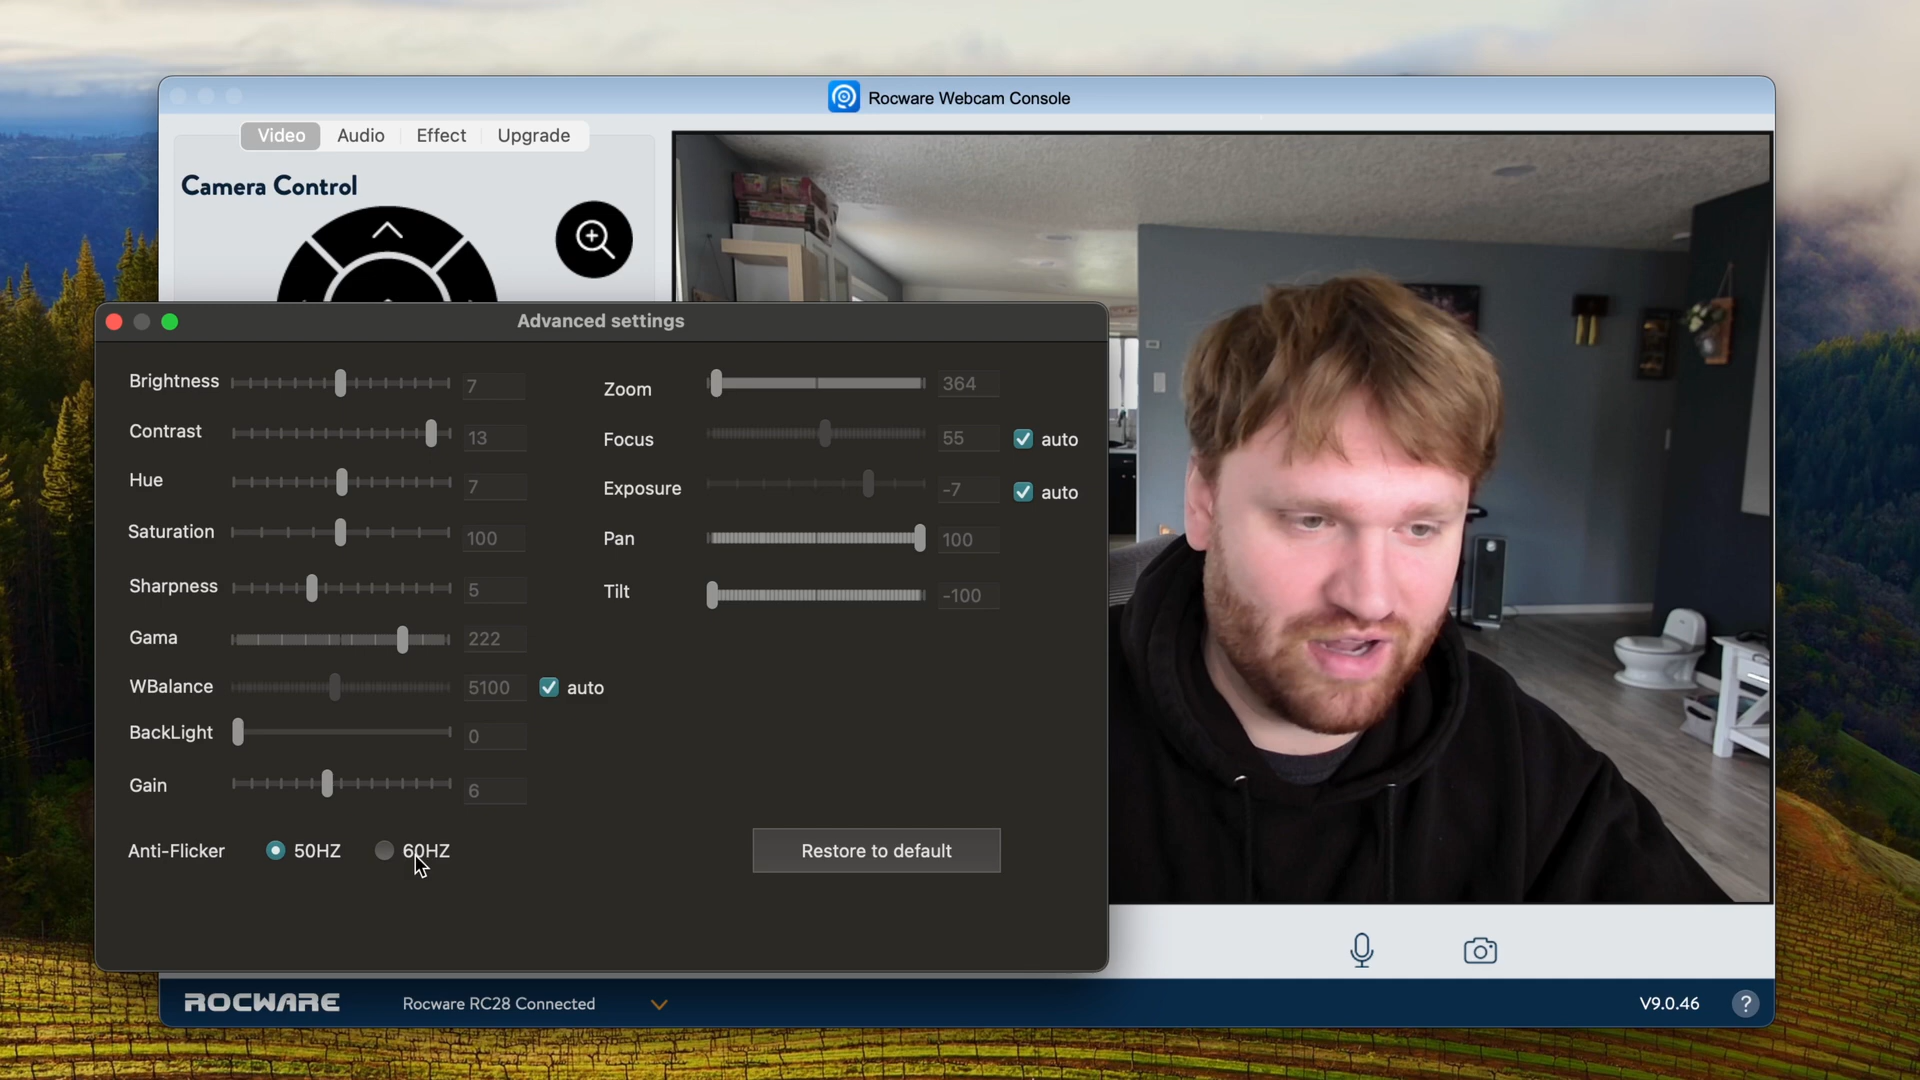 Rocware Webcam Console
Video Audio Effect Upgrade
Camera Control
Advanced settings
Brightness 7
Contrast 13
Hue 7
Saturation 100
Sharpness 5
Gama 222
WBalance 5100 auto
BackLight 0
Gain 6
Anti-Flicker 50HZ 60HZ
Zoom 364
Focus 55 auto
Exposure -7 auto
Pan 100
Tilt -100
Restore to default
ROCWARE Rocware RC28 Connected V9.0.46 ?